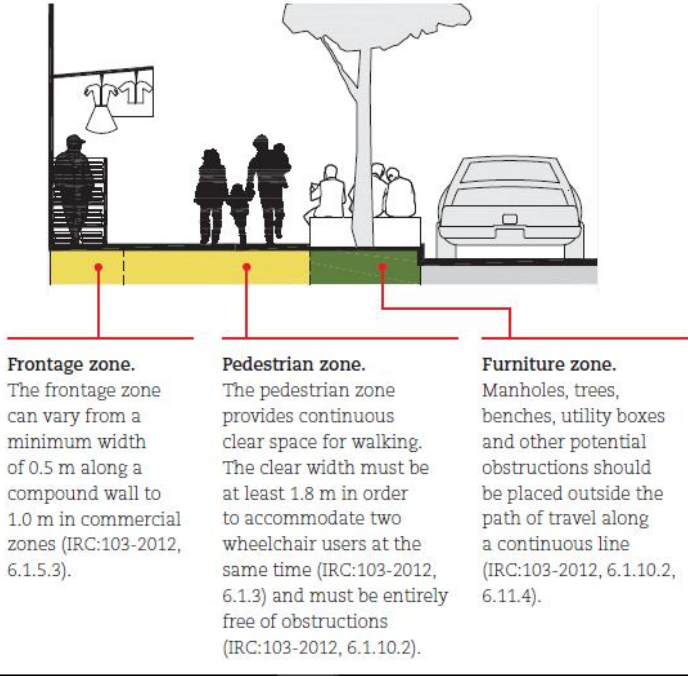 Frontage zone.
The frontage zone
can vary from a
minimum width
of 0.5 m along a
compound wall to
1.0 m in commercial
zones (IRC:103-2012,
6.1.5.3).
Pedestrian zone.
The pedestrian zone
provides continuous
clear space for walking.
The clear width must be
at least 1.8 m in order
to accommodate two
wheelchair users at the
same time (IRC:103-2012,
6.1.3) and must be entirely
free of obstructions
(IRC:103-2012, 6.1.10.2).
Furniture zone.
Manholes, trees,
benches, utility boxes
and other potential
obstructions should
be placed outside the
path of travel along
a continuous line
(IRC:103-2012, 6.1.10.2,
6.11.4).